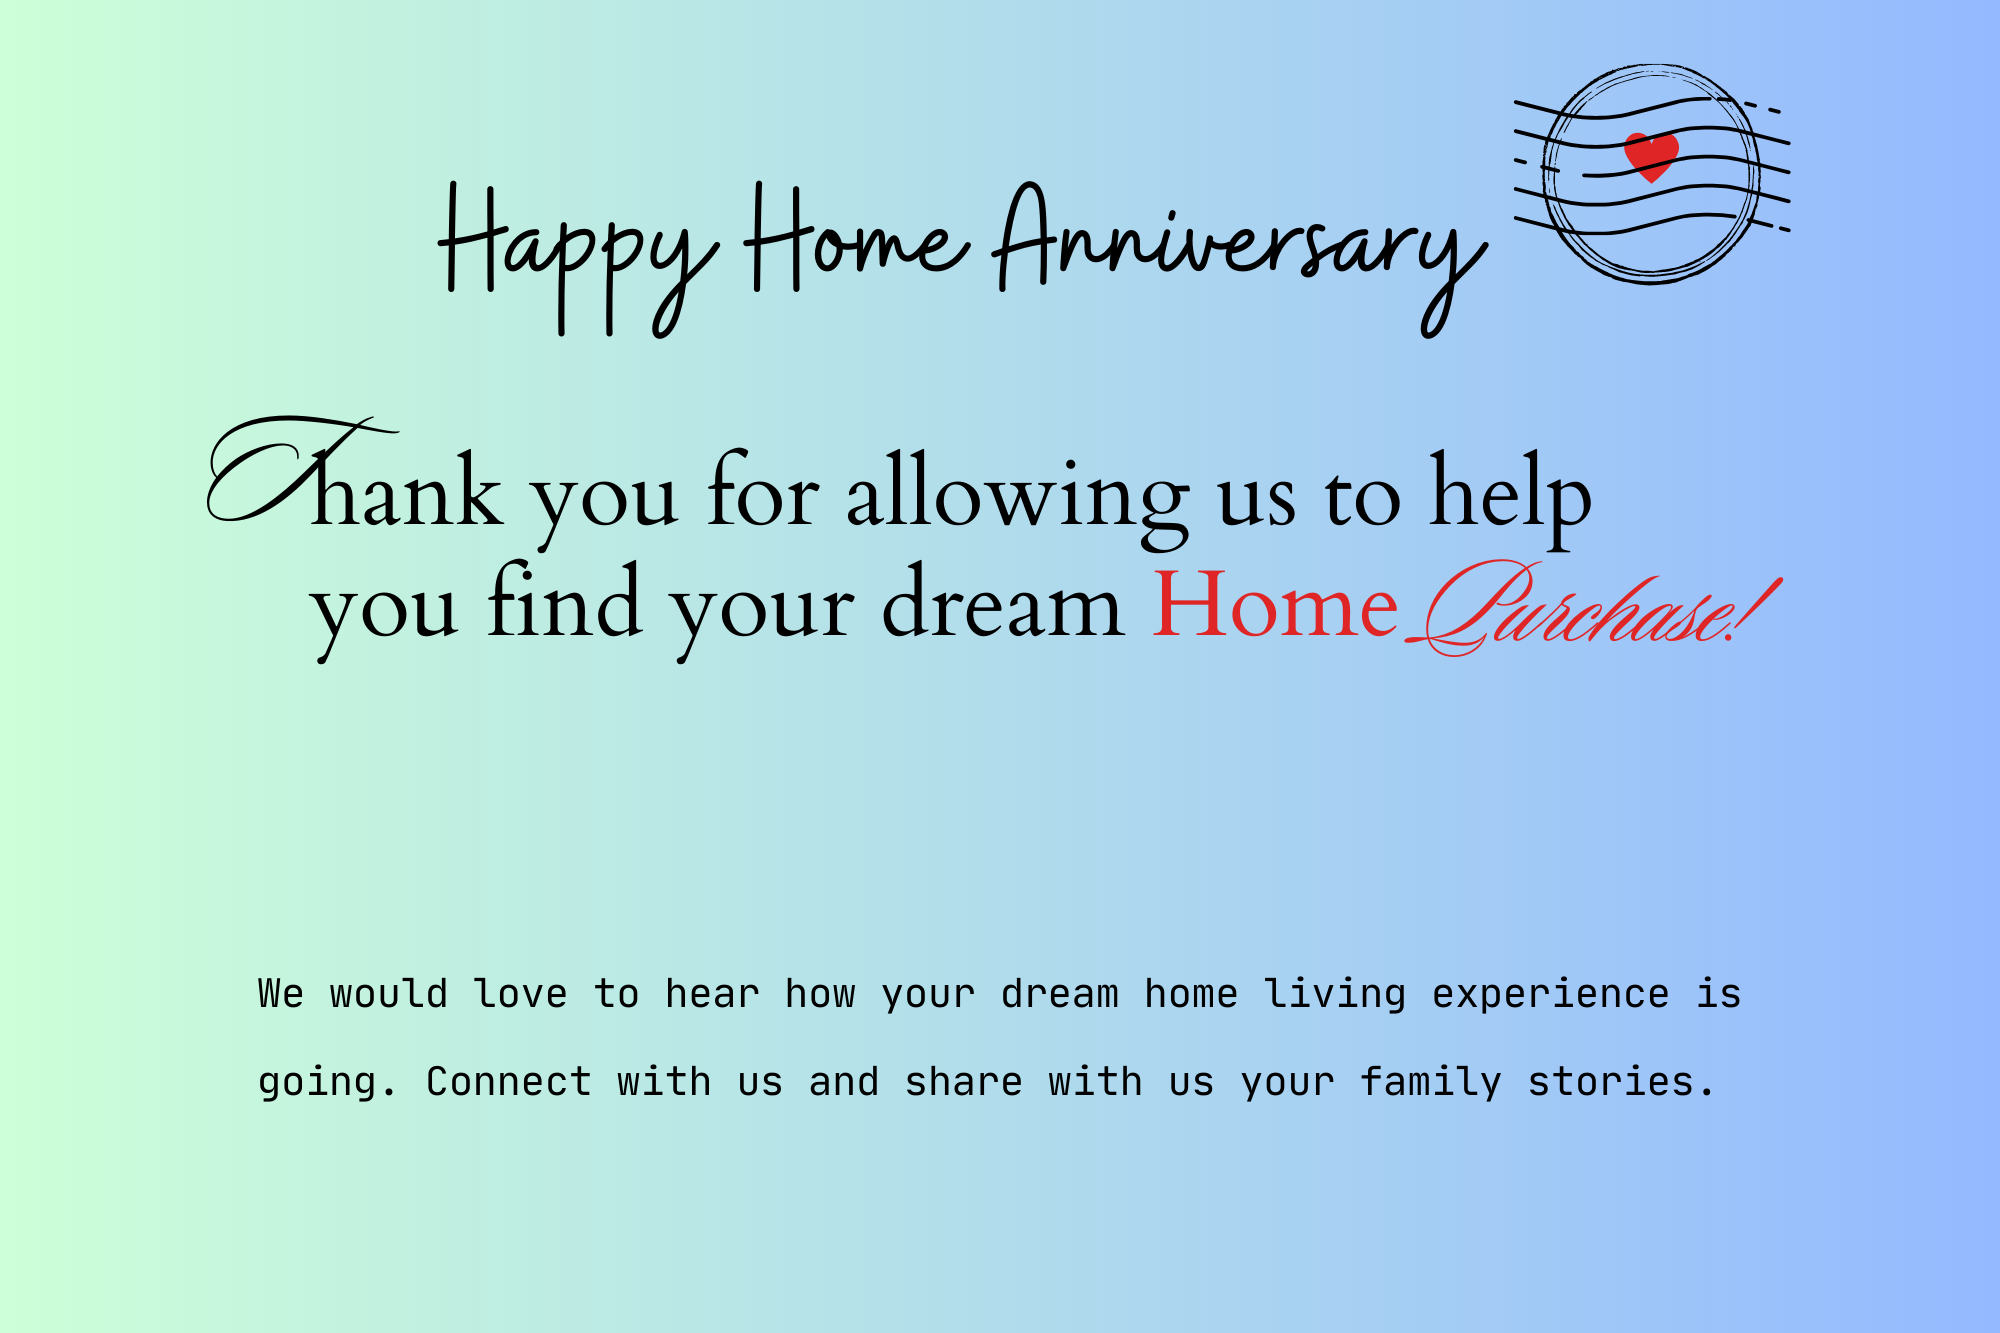 Happy Home Anniversary
Thank you for allowing us to help
you find your dream Home Purchase!
We would love to hear how your dream home living experience is
going. Connect with us and share with us your family stories.